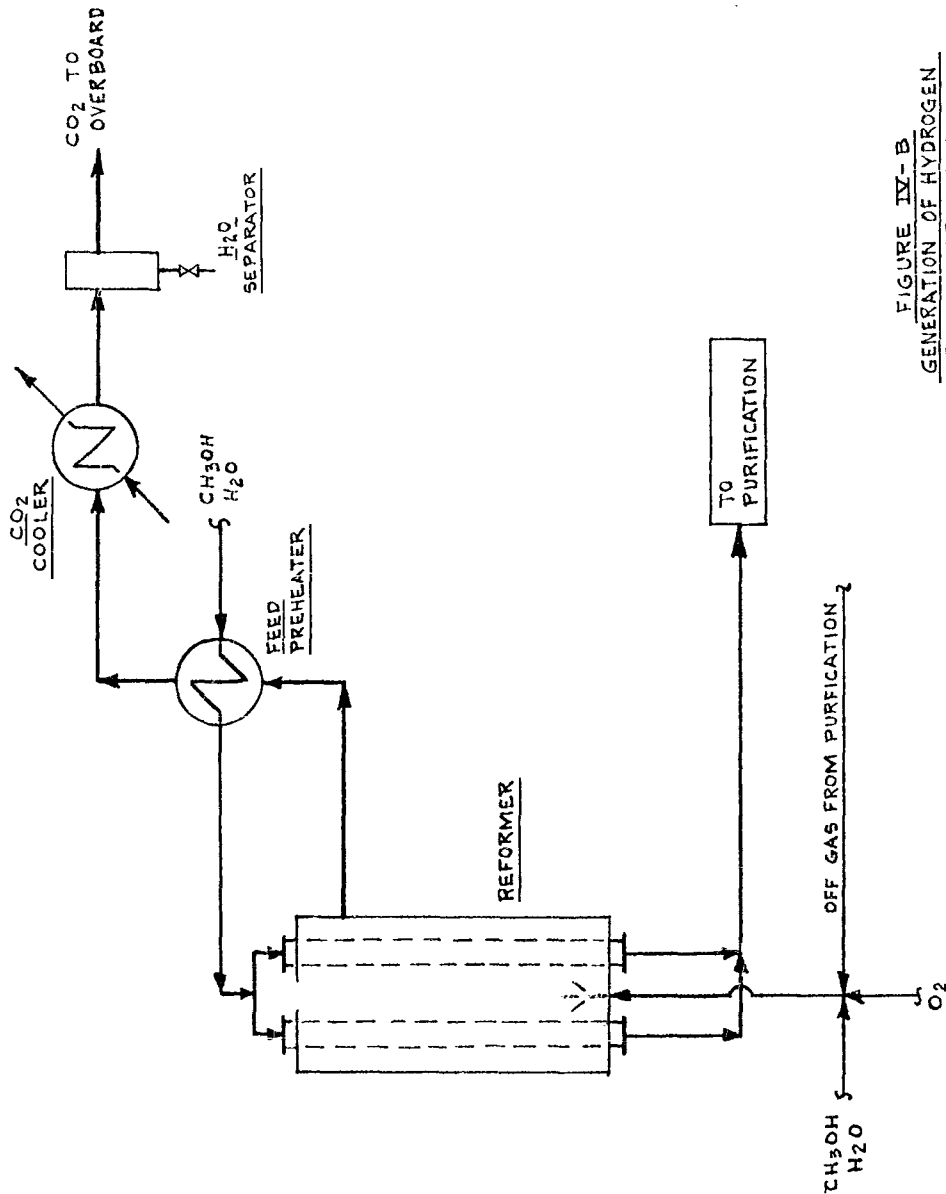 CO2 TO
OVERBOARD
H2O
SEPARATOR
CO2
COOLER
CH3OH
H2O
FEED
PREHEATER
REFORMER
TO
PURIFICATION
OFF GAS FROM PURFICATION
O2
CH3OH
H2O
FIGURE IV-B
GENERATION OF HYDROGEN